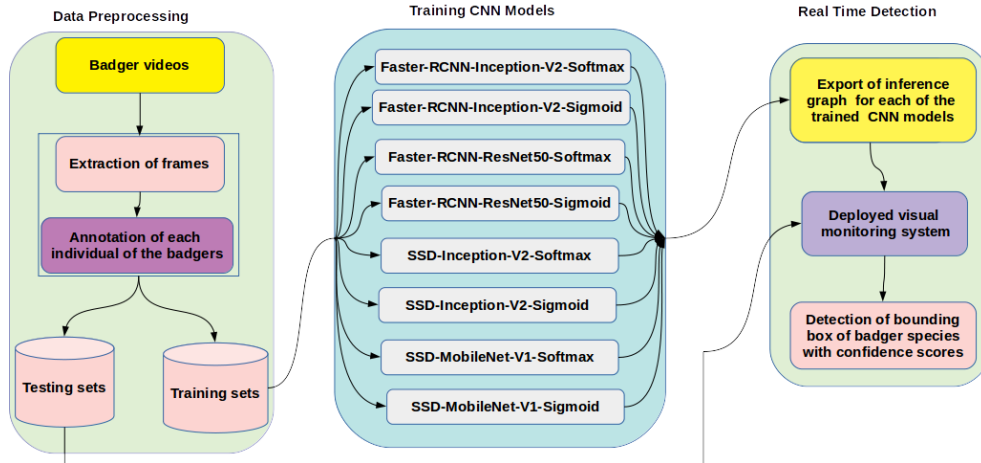 Data Preprocessing
Badger videos
Extraction of frames
Annotation of each
individual of the badgers
Testing sets
Training sets
Training CNN Models
Faster-RCNN-Inception-V2-Softmax
Faster-RCNN-Inception-V2-Sigmoid
Faster-RCNN-ResNet50-Softmax
Faster-RCNN-ResNet50-Sigmoid
SSD-Inception-V2-Softmax
SSD-Inception-V2-Sigmoid
SSD-MobileNet-V1-Softmax
SSD-MobileNet-V1-Sigmoid
Real Time Detection
Export of inference
graph for each of the
trained CNN models
Deployed visual
monitoring system
Detection of bounding
box of badger species
with confidence scores